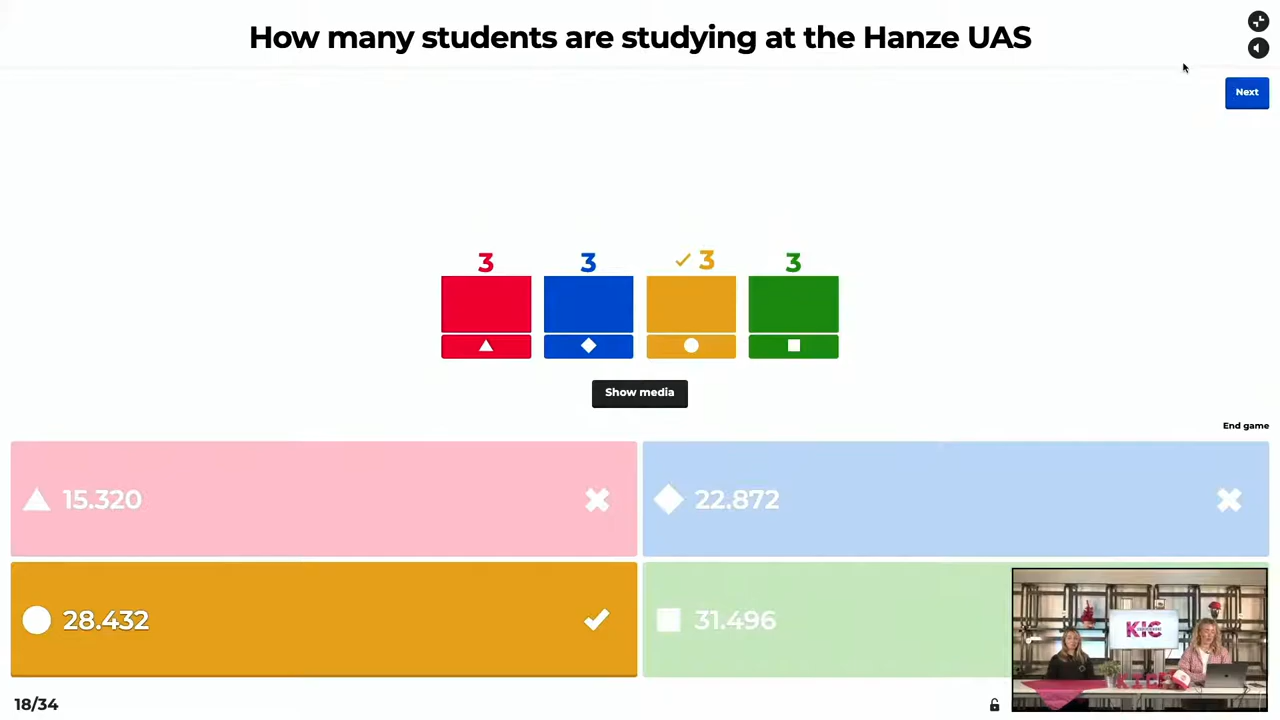 How many students are studying at the Hanze UAS
Next
3
3
3
3
Show media
End game
15.320
22.872
28.432
31.496
KIC
18/34